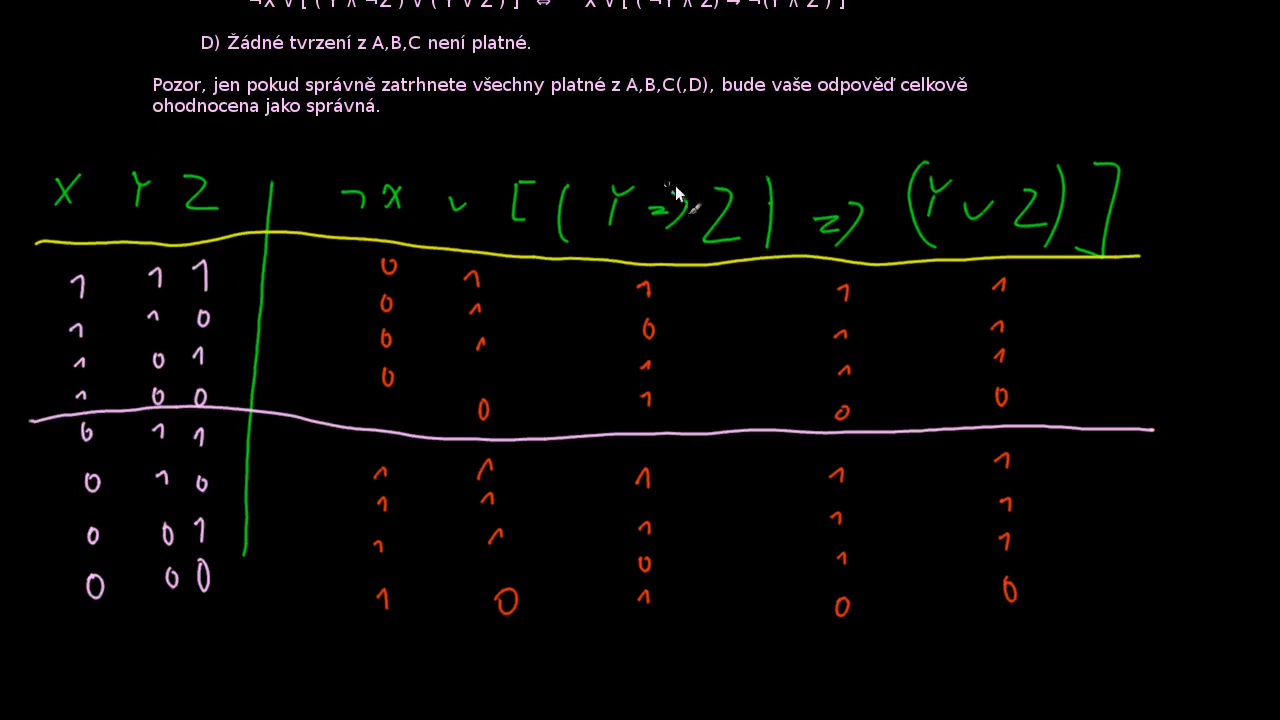 ¬X ∨ [ ( Y ∧ ¬Z ) ∨ ( Y ∨ Z ) ] ⇔ X ∨ [ ( ¬Y ∧ Z) → ¬(Y ∧ Z ) ]
D) Žádné tvrzení z A,B,C není platné.
Pozor, jen pokud správně zatrhnete všechny platné z A,B,C(,D), bude vaše odpověď celkově
ohodnocena jako správná.
X Y Z ¬ X ∨ [ ( Y ⇒ Z ) ⇒ (Y ∨ Z) ]
1 1 1 0 1 1 1 1
1 1 0 0 1 0 1 1
1 0 1 0 1 1 1 1
1 0 0 0 0 1 0 0
0 1 1 1 1 1 1 1
0 1 0 1 1 1 1 1
0 0 1 1 1 0 1 1
0 0 0 1 0 1 0 0